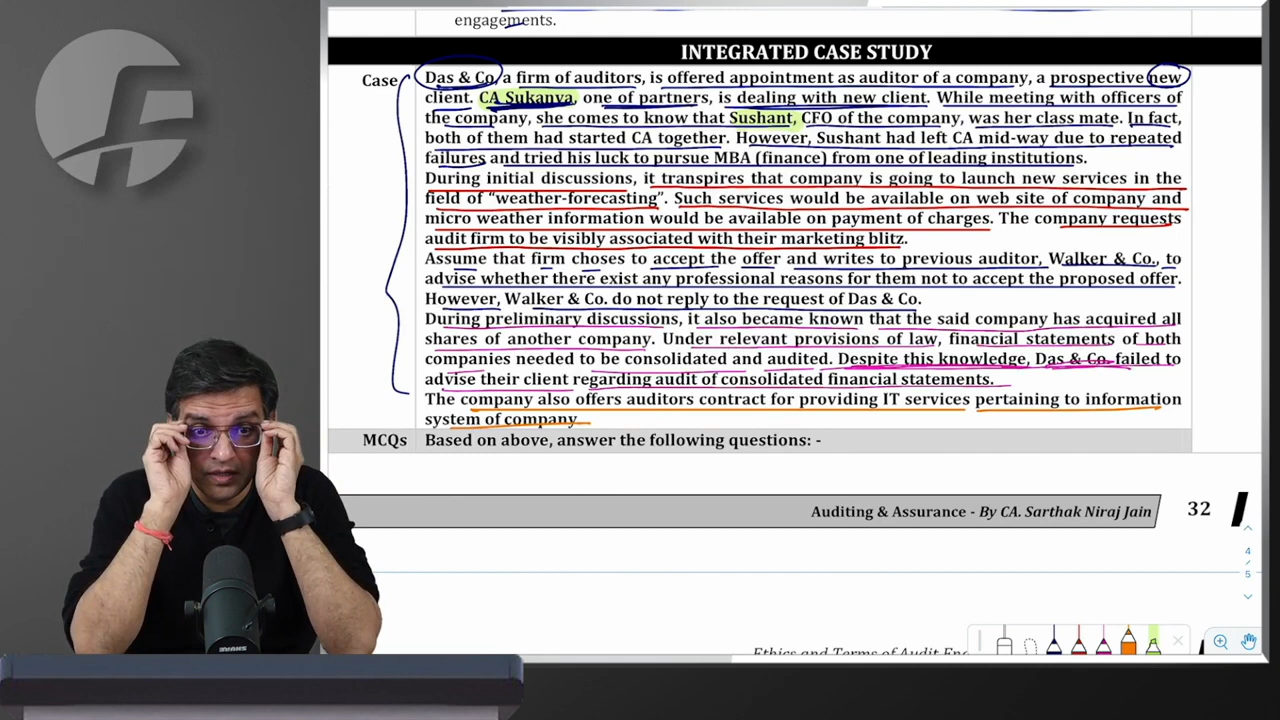 engagements.
INTEGRATED CASE STUDY
Case Das & Co, a firm of auditors, is offered appointment as auditor of a company, a prospective new
client. CA Sukanya, one of partners, is dealing with new client. While meeting with officers of
the company, she comes to know that Sushant, CFO of the company, was her class mate. In fact,
both of them had started CA together. However, Sushant had left CA mid-way due to repeated
failures and tried his luck to pursue MBA (finance) from one of leading institutions.
During initial discussions, it transpires that company is going to launch new services in the
field of “weather-forecasting”. Such services would be available on web site of company and
micro weather information would be available on payment of charges. The company requests
audit firm to be visibly associated with their marketing blitz.
Assume that firm choses to accept the offer and writes to previous auditor, Walker & Co., to
advise whether there exist any professional reasons for them not to accept the proposed offer.
However, Walker & Co. do not reply to the request of Das & Co.
During preliminary discussions, it also became known that the said company has acquired all
shares of another company. Under relevant provisions of law, financial statements of both
companies needed to be consolidated and audited. Despite this knowledge, Das & Co. failed to
advise their client regarding audit of consolidated financial statements.
The company also offers auditors contract for providing IT services pertaining to information
system of company
MCQs Based on above, answer the following questions: -
Auditing & Assurance - By CA. Sarthak Niraj Jain 32
4
5
Ethics and Terms of Audit